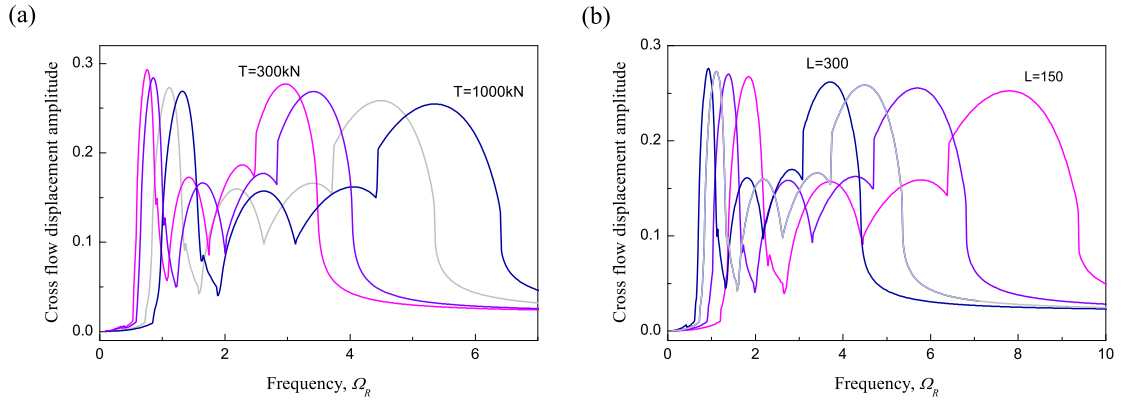 (a)
(b)
Cross flow displacement amplitude
0.3
0.2
0.1
0.0
T=300kN
T=1000kN
0
2
4
6
Frequency, Ω_R
Cross flow displacement amplitude
0.3
0.2
0.1
0.0
L=300
L=150
0
2
4
6
8
10
Frequency, Ω_R